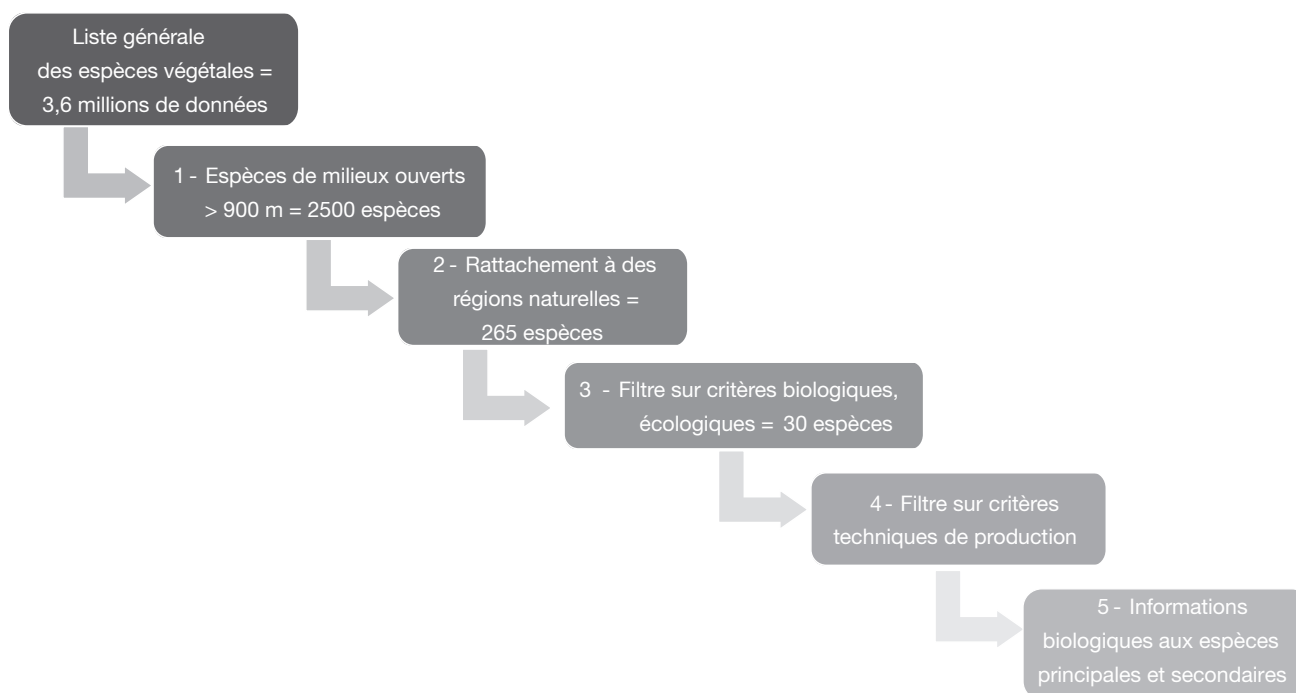 Liste générale
des espèces végétales =
3,6 millions de données
1 - Espèces de milieux ouverts
> 900 m = 2500 espèces
2 - Rattachement à des
régions naturelles =
265 espèces
3 - Filtre sur critères biologiques,
écologiques = 30 espèces
4 - Filtre sur critères
techniques de production
5 - Informations
biologiques aux espèces
principales et secondaires